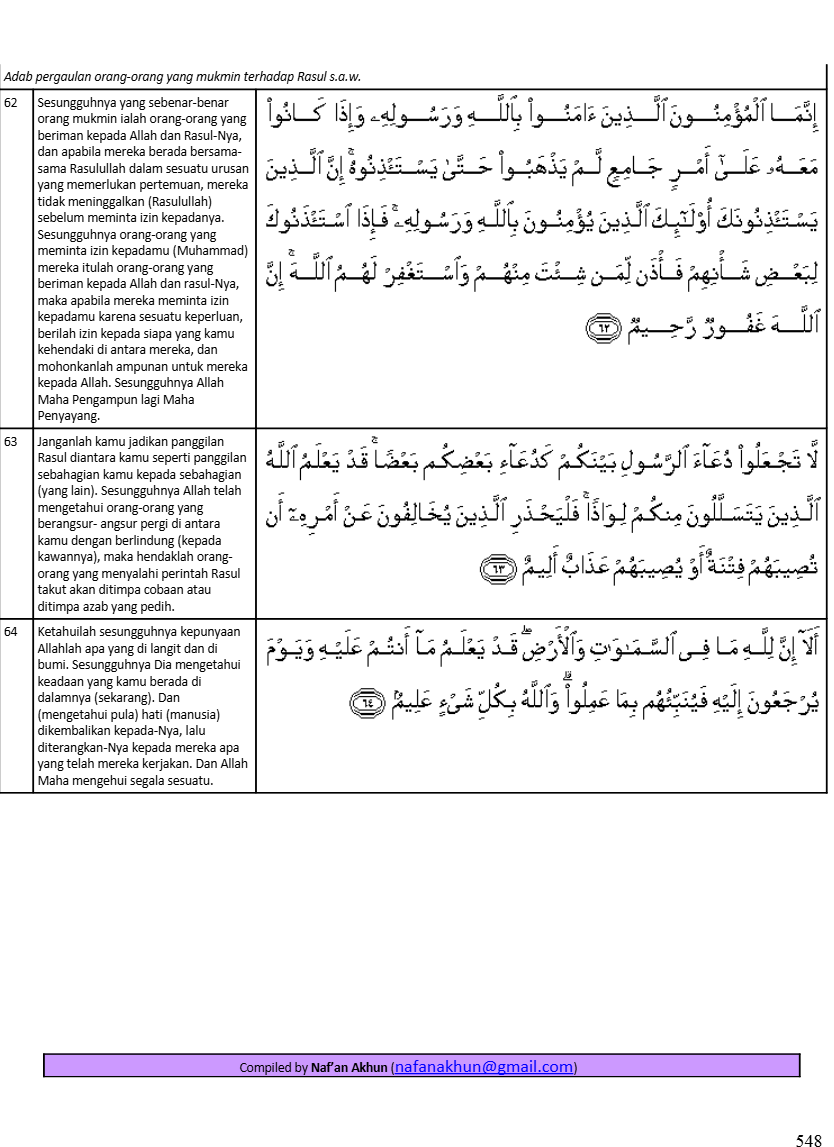 Adab pergaulan orang-orang yang mukmin terhadap Rasul s.a.w.
62
Sesungguhnya yang sebenar-benar
orang mukmin ialah orang-orang yang
beriman kepada Allah dan Rasul-Nya,
dan apabila mereka berada bersama-
sama Rasulullah dalam sesuatu urusan
yang memerlukan pertemuan, mereka
tidak meninggalkan (Rasulullah)
sebelum meminta izin kepadanya.
Sesungguhnya orang-orang yang
meminta izin kepadamu (Muhammad)
mereka itulah orang-orang yang
beriman kepada Allah dan rasul-Nya,
maka apabila mereka meminta izin
kepadamu karena sesuatu keperluan,
berilah izin kepada siapa yang kamu
kehendaki di antara mereka, dan
mohonkanlah ampunan untuk mereka
kepada Allah. Sesungguhnya Allah
Maha Pengampun lagi Maha
Penyayang.
إِنَّمَا ٱلْمُؤْمِنُونَ ٱلَّذِينَ ءَامَنُوا۟ بِٱللَّهِ وَرَسُولِهِۦ وَإِذَا كَانُوا۟
مَعَهُۥ عَلَىٰٓ أَمْرٍ جَامِعٍ لَّمْ يَذْهَبُوا۟ حَتَّىٰ يَسْتَـْٔذِنُوهُ ۚ إِنَّ ٱلَّذِينَ
يَسْتَـْٔذِنُونَكَ أُو۟لَـٰٓئِكَ ٱلَّذِينَ يُؤْمِنُونَ بِٱللَّهِ وَرَسُولِهِۦ ۚ فَإِذَا ٱسْتَـْٔذَنُوكَ
لِبَعْضِ شَأْنِهِمْ فَأْذَن لِّمَن شِئْتَ مِنْهُمْ وَٱسْتَغْفِرْ لَهُمُ ٱللَّهَ ۚ إِنَّ
ٱللَّهَ غَفُورٌ رَّحِيمٌ ٦٢
63
Janganlah kamu jadikan panggilan
Rasul diantara kamu seperti panggilan
sebahagian kamu kepada sebahagian
(yang lain). Sesungguhnya Allah telah
mengetahui orang-orang yang
berangsur- angsur pergi di antara
kamu dengan berlindung (kepada
kawannya), maka hendaklah orang-
orang yang menyalahi perintah Rasul
takut akan ditimpa cobaan atau
ditimpa azab yang pedih.
لَّا تَجْعَلُوا۟ دُعَآءَ ٱلرَّسُولِ بَيْنَكُمْ كَدُعَآءِ بَعْضِكُم بَعْضًا ۚ قَدْ يَعْلَمُ ٱللَّهُ
ٱلَّذِينَ يَتَسَلَّلُونَ مِنكُمْ لِوَاذًا ۚ فَلْيَحْذَرِ ٱلَّذِينَ يُخَالِفُونَ عَنْ أَمْرِهِۦٓ أَن
تُصِيبَهُمْ فِتْنَةٌ أَوْ يُصِيبَهُمْ عَذَابٌ أَلِيمٌ ٦٣
64
Ketahuilah sesungguhnya kepunyaan
Allahlah apa yang di langit dan di
bumi. Sesungguhnya Dia mengetahui
keadaan yang kamu berada di
dalamnya (sekarang). Dan
(mengetahui pula) hati (manusia)
dikembalikan kepada-Nya, lalu
diterangkan-Nya kepada mereka apa
yang telah mereka kerjakan. Dan Allah
Maha mengehui segala sesuatu.
أَلَآ إِنَّ لِلَّهِ مَا فِى ٱلسَّمَـٰوَٰتِ وَٱلْأَرْضِ ۖ قَدْ يَعْلَمُ مَآ أَنتُمْ عَلَيْهِ وَيَوْمَ
يُرْجَعُونَ إِلَيْهِ فَيُنَبِّئُهُم بِمَا عَمِلُوا۟ ۗ وَٱللَّهُ بِكُلِّ شَىْءٍ عَلِيمٌۢ ٦٤
Compiled by Naf’an Akhun (nafanakhun@gmail.com)
548